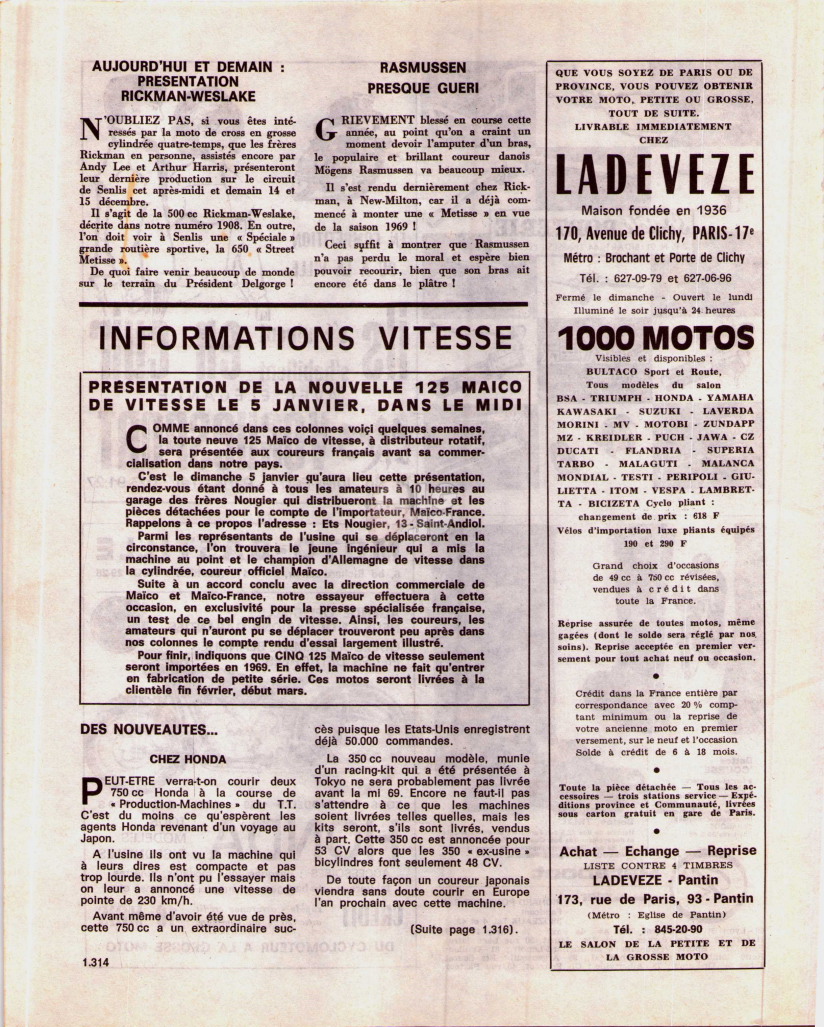 AUJOURD'HUI ET DEMAIN :
PRESENTATION
RICKMAN-WESLAKE
N'OUBLIEZ PAS, si vous êtes inté-
ressés par la moto de cross en grosse
cylindrée quatre-temps, que les frères
Rickman en personne, assistés encore par
Andy Lee et Arthur Harris, présenteront
leur dernière production sur le circuit
de Senlis cet après-midi et demain 14 et
15 décembre.
Il s'agit de la 500 cc Rickman-Weslake,
décrite dans notre numéro 1908. En outre,
l'on doit voir à Senlis une « Spéciale »
grande routière sportive, la 650 « Street
Metisse ».
De quoi faire venir beaucoup de monde
sur le terrain du Président Delgorge !
RASMUSSEN
PRESQUE GUERI
GRIEVEMENT blessé en course cette
année, au point qu'on a craint un
moment devoir l'amputer d'un bras,
le populaire et brillant coureur danois
Mögens Rasmussen va beaucoup mieux.
Il s'est rendu dernièrement chez Rick-
man, à New-Milton, car il a déjà com-
mencé à monter une « Metisse » en vue
de la saison 1969 !
Ceci suffit à montrer que Rasmussen
n'a pas perdu le moral et espère bien
pouvoir recourir, bien que son bras ait
encore été dans le plâtre !
INFORMATIONS VITESSE
PRESENTATION DE LA NOUVELLE 125 MAICO
DE VITESSE LE 5 JANVIER, DANS LE MIDI
COMME annoncé dans ces colonnes voiçi quelques semaines,
la toute neuve 125 Maïco de vitesse, à distributeur rotatif,
sera présentée aux coureurs français avant sa commer-
cialisation dans notre pays.
C'est le dimanche 5 janvier qu'aura lieu cette présentation,
rendez-vous étant donné à tous les amateurs à 10 heures au
garage des frères Nougier qui distribueront la machine et les
pièces détachées pour le compte de l'importateur, Maïco-France.
Rappelons à ce propos l'adresse : Ets Nougier, 13 - Saint-Andiol.
Parmi les représentants de l'usine qui se déplaceront en la
circonstance, l'on trouvera le jeune ingénieur qui a mis la
machine au point et le champion d'Allemagne de vitesse dans
la cylindrée, coureur officiel Maïco.
Suite à un accord conclu avec la direction commerciale de
Maïco et Maïco-France, notre essayeur effectuera à cette
occasion, en exclusivité pour la presse spécialisée française,
un test de ce bel engin de vitesse. Ainsi, les coureurs, les
amateurs qui n'auront pu se déplacer trouveront peu après dans
nos colonnes le compte rendu d'essai largement illustré.
Pour finir, indiquons que CINQ 125 Maïco de vitesse seulement
seront importées en 1969. En effet, la machine ne fait qu'entrer
en fabrication de petite série. Ces motos seront livrées à la
clientèle fin février, début mars.
DES NOUVEAUTES...
CHEZ HONDA
PEUT-ETRE verra-t-on courir deux
750 cc Honda à la course de
« Production-Machines » du T.T.
C'est du moins ce qu'espèrent les
agents Honda revenant d'un voyage au
Japon.
A l'usine ils ont vu la machine qui
à leurs dires est compacte et pas
trop lourde. Ils n'ont pu l'essayer mais
on leur a annoncé une vitesse de
pointe de 230 km/h.
Avant même d'avoir été vue de près,
cette 750 cc a un extraordinaire suc-
cès puisque les Etats-Unis enregistrent
déjà 50.000 commandes.
La 350 cc nouveau modèle, munie
d'un racing-kit qui a été présentée à
Tokyo ne sera probablement pas livrée
avant la mi 69. Encore ne faut-il pas
s'attendre à ce que les machines
soient livrées telles quelles, mais les
kits seront, s'ils sont livrés, vendus
à part. Cette 350 cc est annoncée pour
53 CV alors que les 350 « ex-usine »
bicylindres font seulement 48 CV.
De toute façon un coureur japonais
viendra sans doute courir en Europe
l'an prochain avec cette machine.
(Suite page 1.316).
1.314
QUE VOUS SOYEZ DE PARIS OU DE
PROVINCE, VOUS POUVEZ OBTENIR
VOTRE MOTO, PETITE OU GROSSE,
TOUT DE SUITE.
LIVRABLE IMMEDIATEMENT
CHEZ
LADEVEZE
Maison fondée en 1936
170, Avenue de Clichy, PARIS-17e
Métro : Brochant et Porte de Clichy
Tél. : 627-09-79 et 627-06-96
Fermé le dimanche - Ouvert le lundi
Illuminé le soir jusqu'à 24 heures
1000 MOTOS
Visibles et disponibles :
BULTACO Sport et Route,
Tous modèles du salon
BSA - TRIUMPH - HONDA - YAMAHA
KAWASAKI - SUZUKI - LAVERDA
MORINI - MV - MOTOBI - ZUNDAPP
MZ - KREIDLER - PUCH - JAWA - CZ
DUCATI - FLANDRIA - SUPERIA
TARBO - MALAGUTI - MALANCA
MONDIAL - TESTI - PERIPOLI - GIU-
LIETTA - ITOM - VESPA - LAMBRET-
TA - BICIZETA Cyclo pliant :
changement de prix : 618 F
Vélos d'importation luxe pliants équipés
190 et 290 F
Grand choix d'occasions
de 49 cc à 750 cc révisées,
vendues à crédit dans
toute la France.
Reprise assurée de toutes motos, même
gagées (dont le solde sera réglé par nos
soins). Reprise acceptée en premier ver-
sement pour tout achat neuf ou occasion.
•
Crédit dans la France entière par
correspondance avec 20 % comp-
tant minimum ou la reprise de
votre ancienne moto en premier
versement, sur le neuf et l'occasion
Solde à crédit de 6 à 18 mois.
•
Toute la pièce détachée — Tous les ac-
cessoires — trois stations service — Expé-
ditions province et Communauté, livrées
sous carton gratuit en gare de Paris.
•
Achat — Echange — Reprise
LISTE CONTRE 4 TIMBRES
LADEVEZE - Pantin
173, rue de Paris, 93 - Pantin
(Métro : Eglise de Pantin)
Tél. : 845-20-90
LE SALON DE LA PETITE ET DE
LA GROSSE MOTO